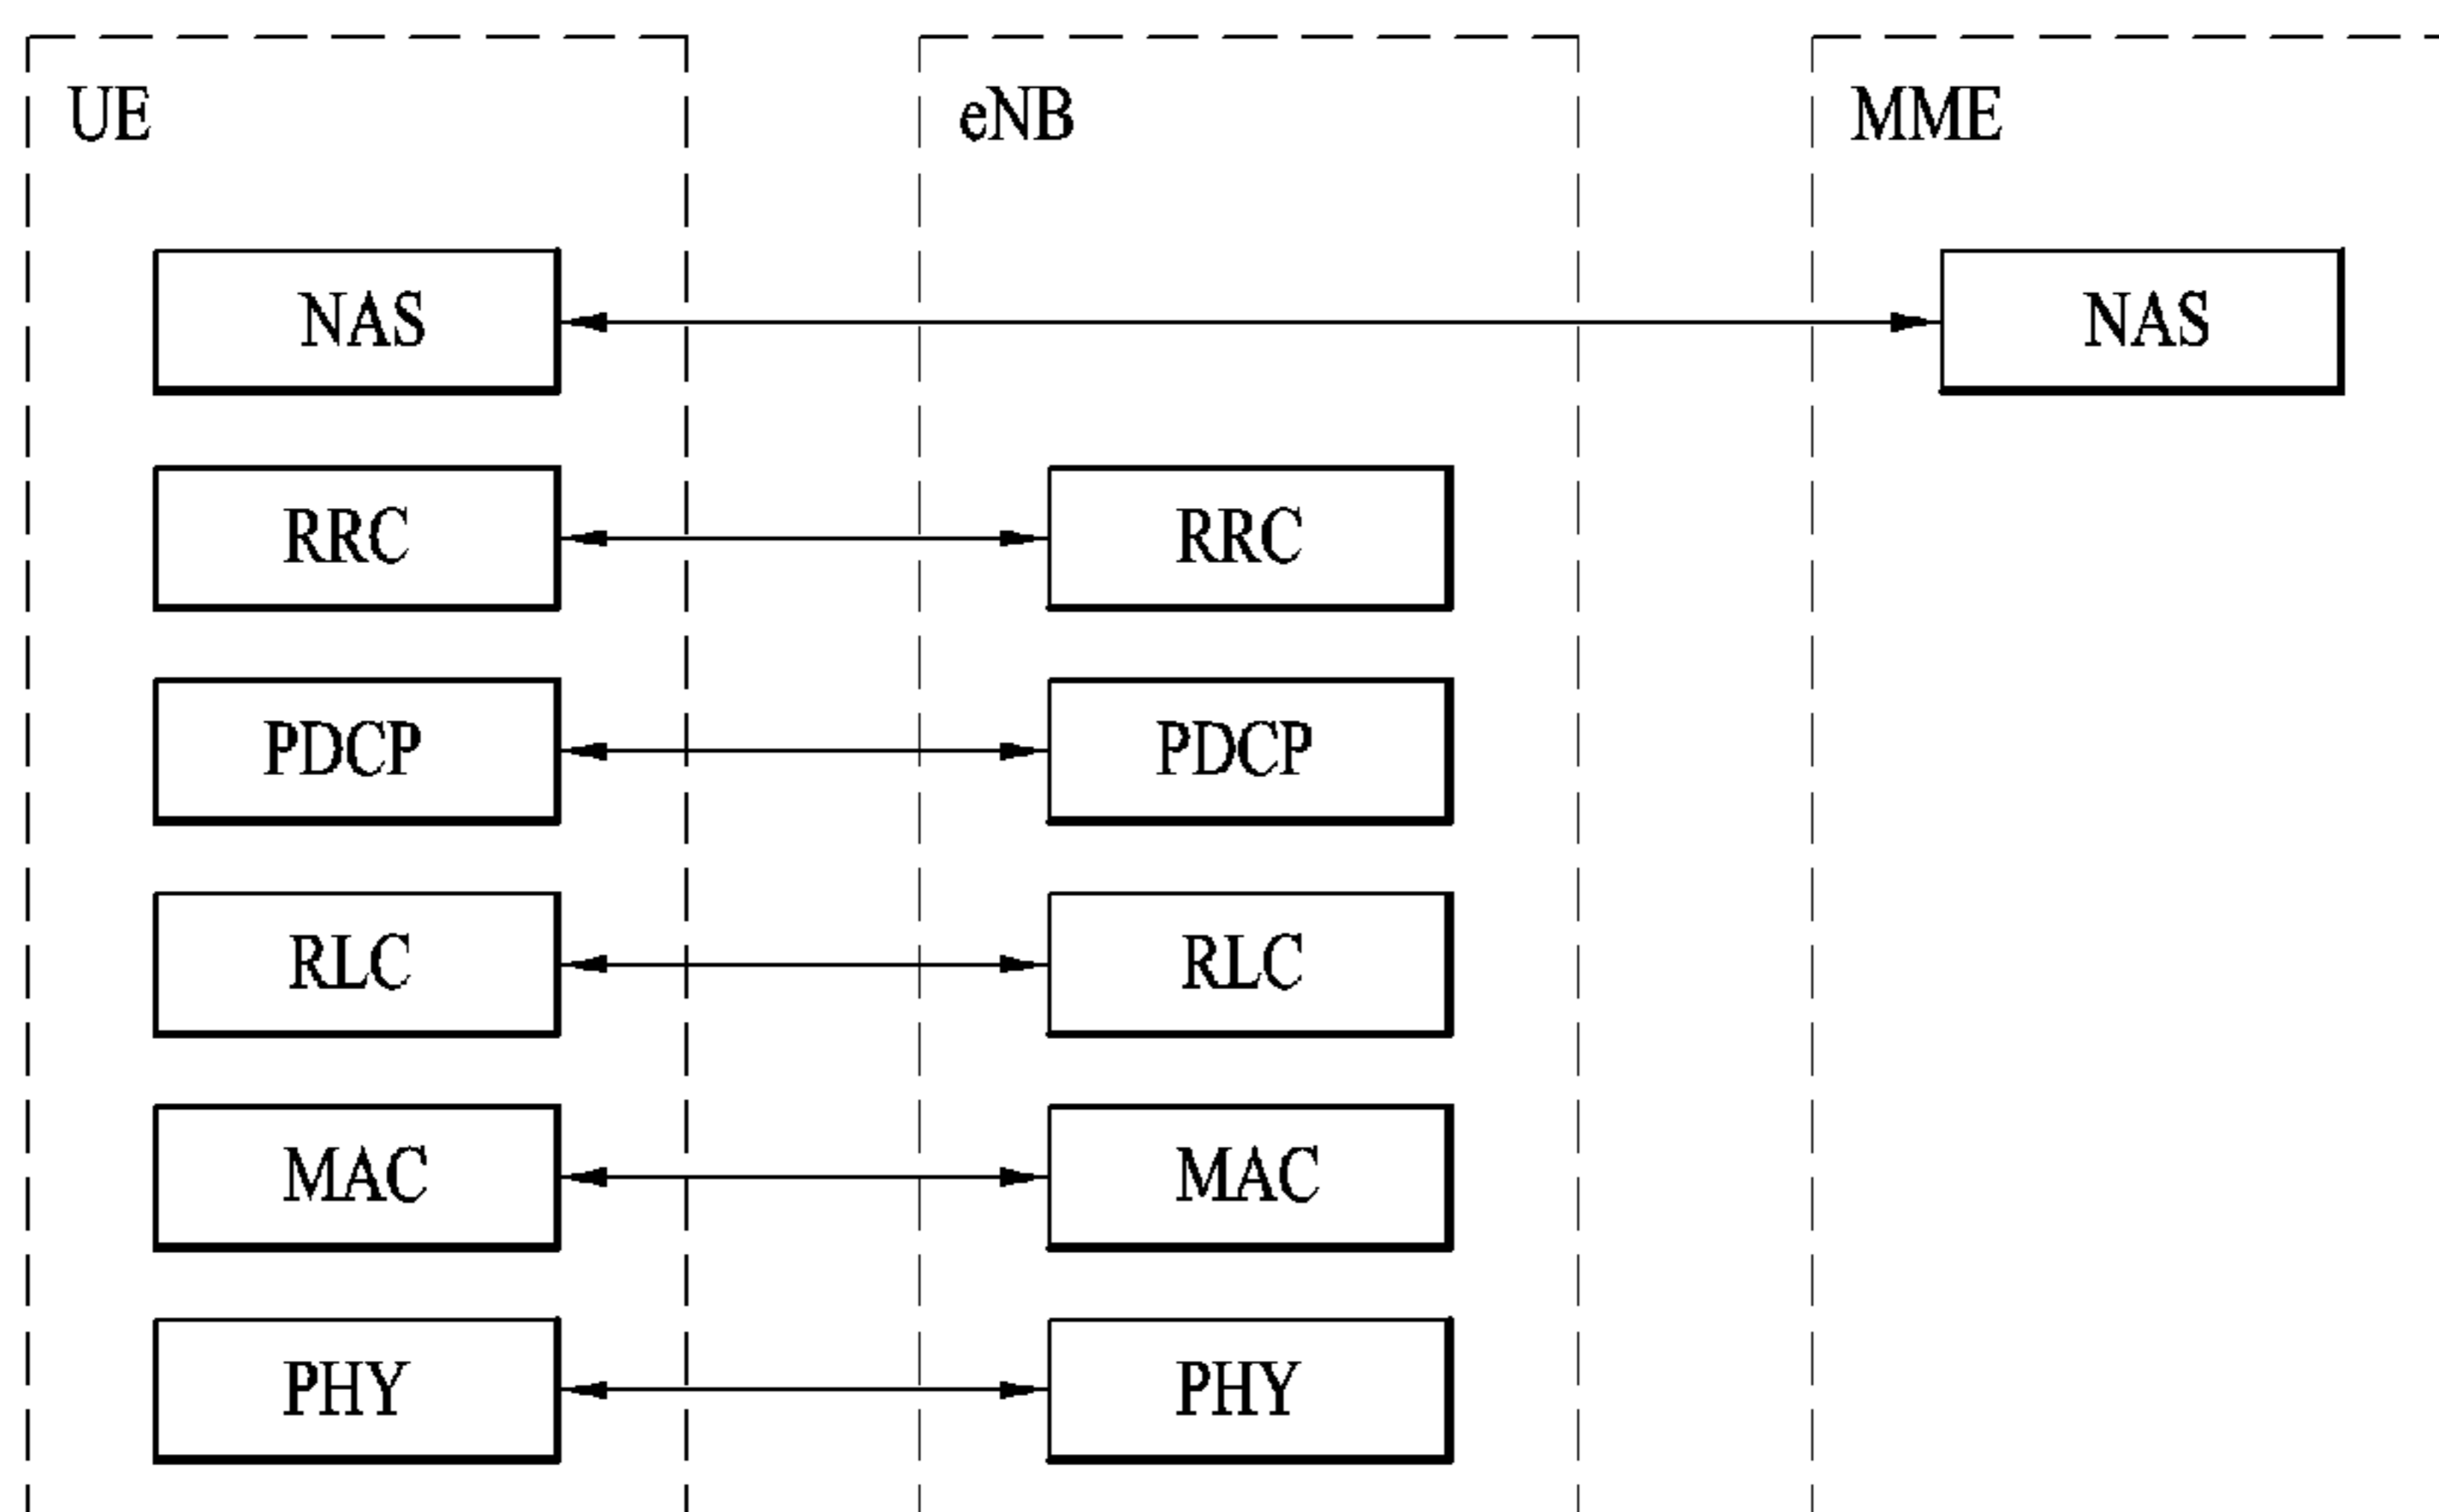 UE
eNB
MME
NAS
NAS
RRC
RRC
PDCP
PDCP
RLC
RLC
MAC
MAC
PHY
PHY